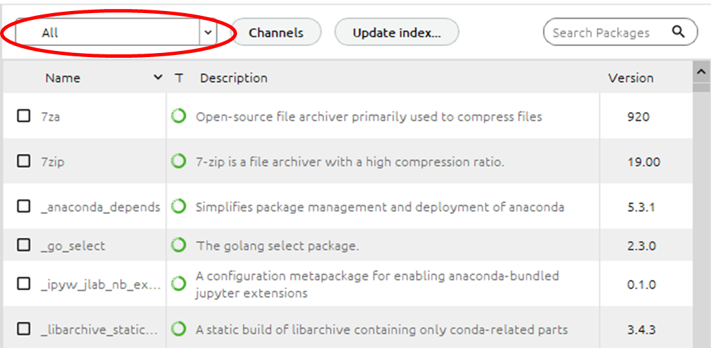 All Channels Update index... Search Packages
Name T Description Version
7za Open-source file archiver primarily used to compress files 920
7zip 7-zip is a file archiver with a high compression ratio. 19.00
_anaconda_depends Simplifies package management and deployment of anaconda 5.3.1
_go_select The golang select package. 2.3.0
_ipyw_jlab_nb_ex... A configuration metapackage for enabling anaconda-bundled
jupyter extensions 0.1.0
_libarchive_static... A static build of libarchive containing only conda-related parts 3.4.3